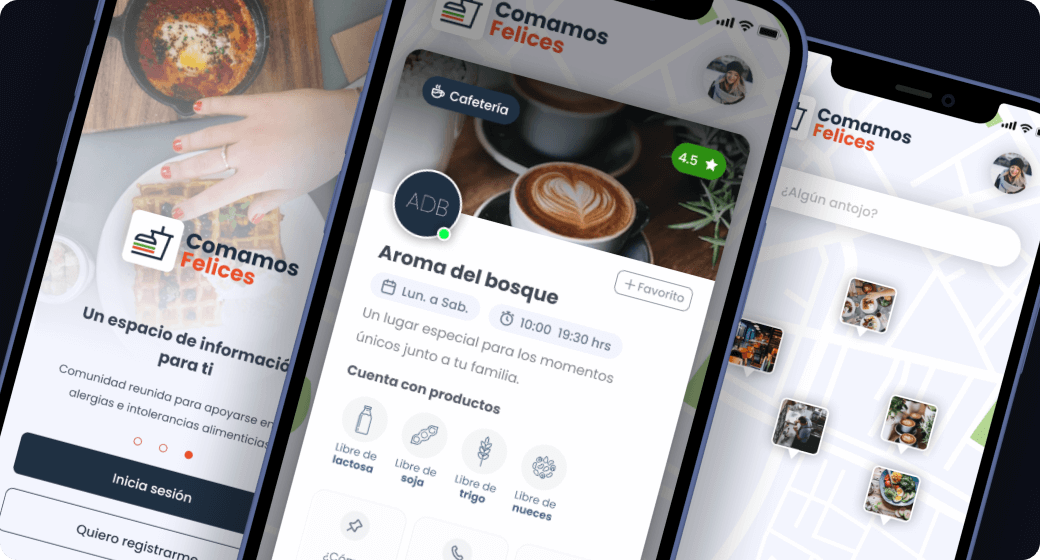 Comamos
Felices
Un espacio de informació
para ti
Comunidad reunida para apoyarse en
alergias e intolerancias alimenticias
Inicia sesión
Quiero registrarme
Comamos
Felices
Cafetería
4.5
ADB
Aroma del bosque
+ Favorito
Lun. a Sab.
10:00 19:30 hrs
Un lugar especial para los momentos
únicos junto a tu familia.
Cuenta con productos
Libre de
lactosa
Libre de
soja
Libre de
trigo
Libre de
nueces
Comamos
Felices
¿Algún antojo?